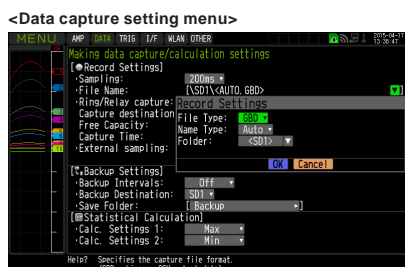 <Data capture setting menu>
MENU AMP DATA TRIG I/F WLAN OTHER 2015-04-17 13:38:47
Making data capture/calculation settings
[●Record Settings]
・Sampling: 200ms ▼
・File Name: [\SD1\<AUTO.GBD> ▼]
・Ring/Relay capture:
Capture destination
Free Capacity:
Capture Time:
・External sampling:
Record Settings
File Type: GBD ▼
Name Type: Auto ▼
Folder: <SD1> ▼
OK Cancel
[Backup Settings]
・Backup Intervals: Off ▼
・Backup Destination: SD1 ▼
・Save Folder: [ Backup ・]
[Statistical Calculation]
・Calc. Settings 1: Max ▼
・Calc. Settings 2: Min ▼
Help? Specifies the capture file format.